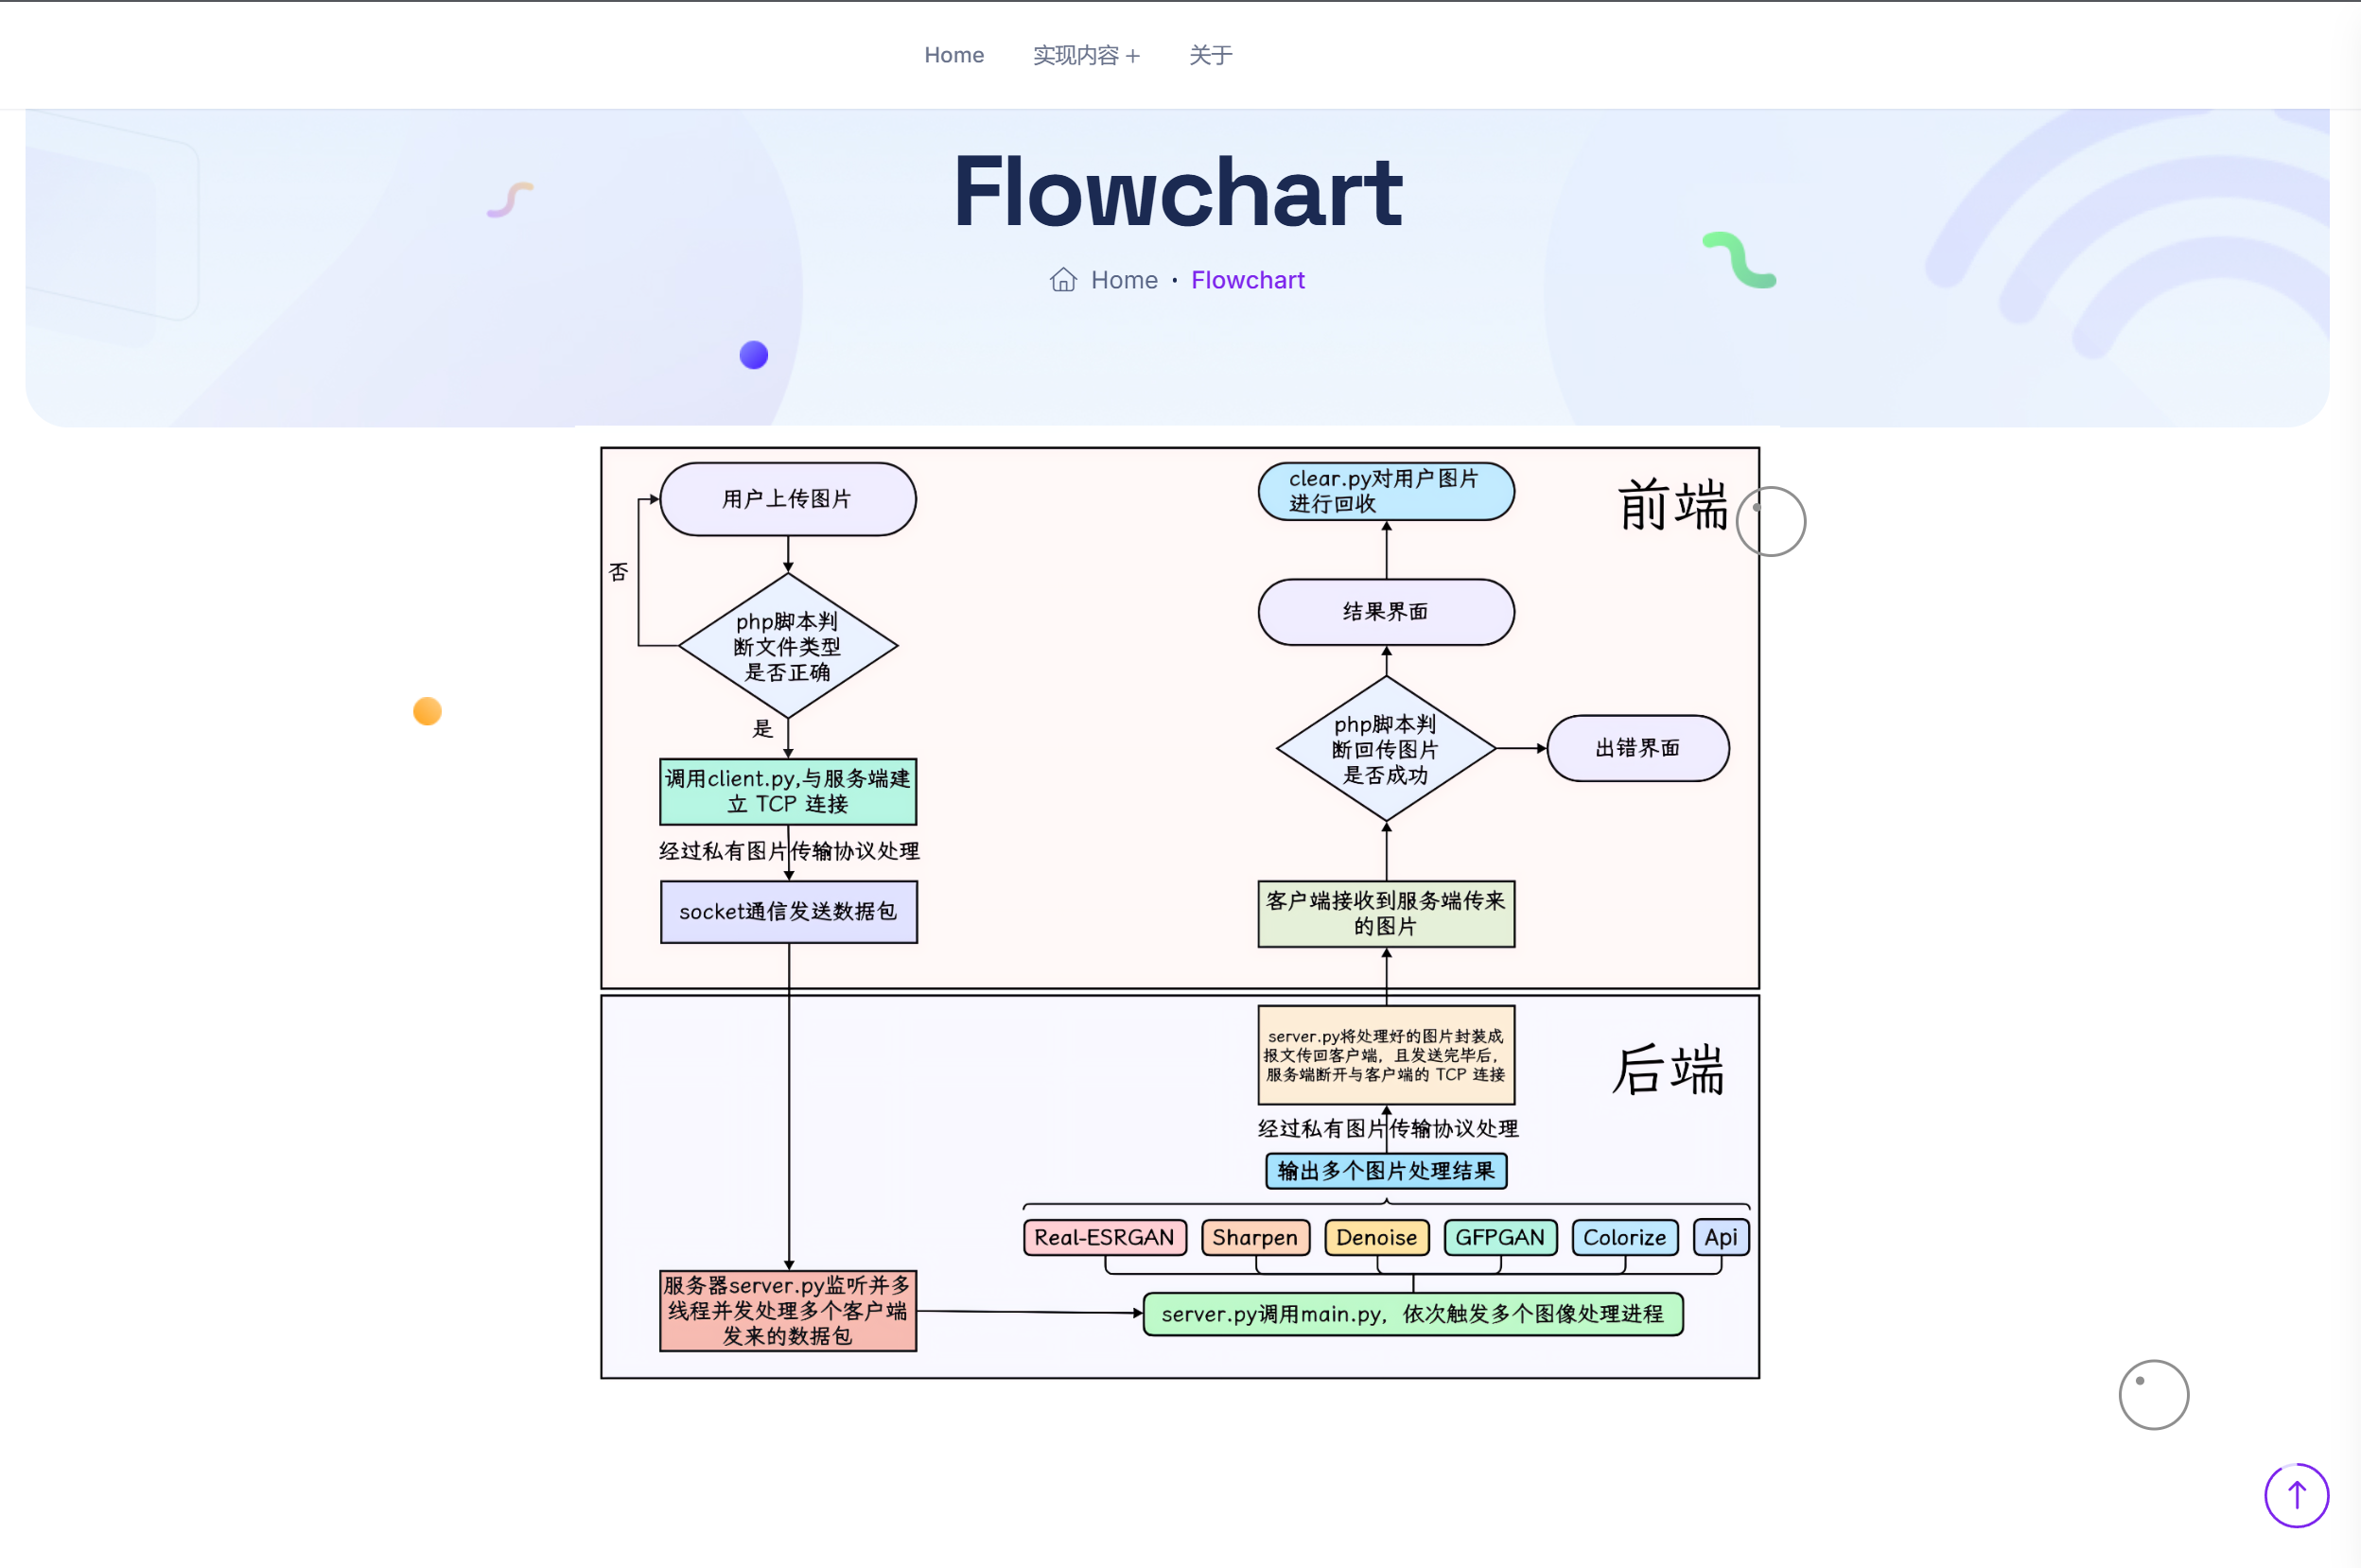 Home
实现内容 +
关于
Flowchart
Home • Flowchart
前端
用户上传图片
否
php脚本判
断文件类型
是否正确
是
调用client.py,与服务端建
立 TCP 连接
经过私有图片传输协议处理
socket通信发送数据包
clear.py对用户图片
进行回收
结果界面
php脚本判
断回传图片
是否成功
出错界面
客户端接收到服务端传来
的图片
后端
server.py将处理好的图片封装成
报文传回客户端，且发送完毕后，
服务端断开与客户端的 TCP 连接
经过私有图片传输协议处理
输出多个图片处理结果
Real-ESRGAN
Sharpen
Denoise
GFPGAN
Colorize
Api
服务器server.py监听并多
线程并发处理多个客户端
发来的数据包
server.py调用main.py，依次触发多个图像处理进程